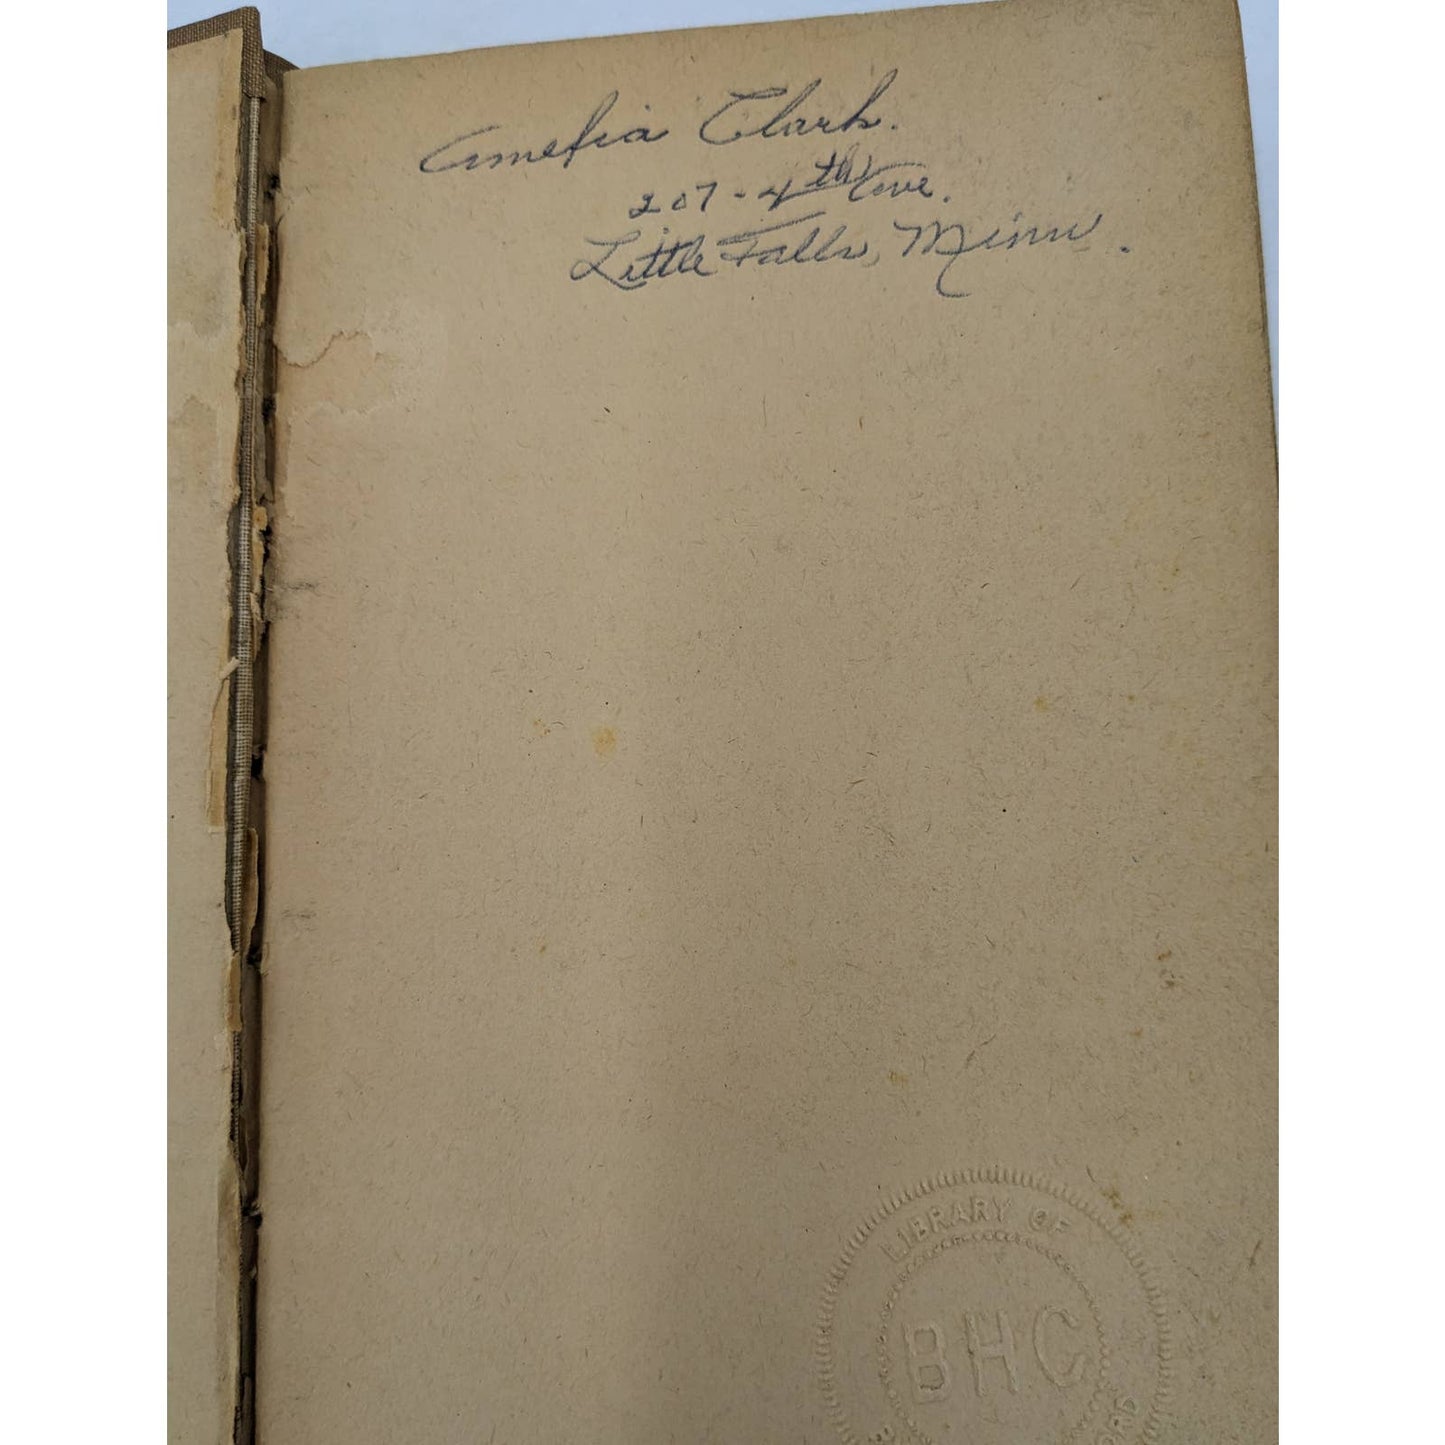 Amelia Clark.
207-4th Ave.
Little Falls, Minn.
LIBRARY OF
BHC